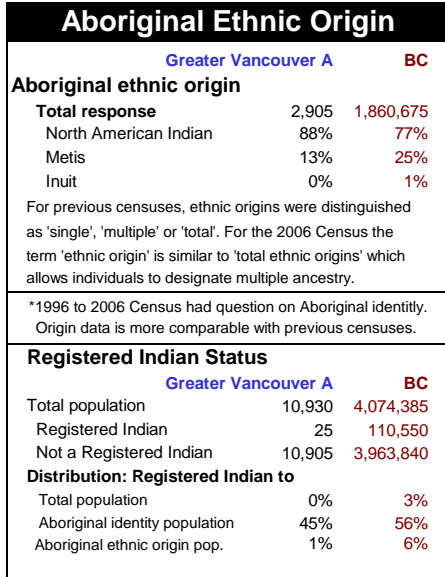 Aboriginal Ethnic Origin
Greater Vancouver A BC
Aboriginal ethnic origin
Total response 2,905 1,860,675
North American Indian 88% 77%
Metis 13% 25%
Inuit 0% 1%
For previous censuses, ethnic origins were distinguished
as 'single', 'multiple' or 'total'. For the 2006 Census the
term 'ethnic origin' is similar to 'total ethnic origins' which
allows individuals to designate multiple ancestry.
*1996 to 2006 Census had question on Aboriginal identitly.
Origin data is more comparable with previous censuses.
Registered Indian Status
Greater Vancouver A BC
Total population 10,930 4,074,385
Registered Indian 25 110,550
Not a Registered Indian 10,905 3,963,840
Distribution: Registered Indian to
Total population 0% 3%
Aboriginal identity population 45% 56%
Aboriginal ethnic origin pop. 1% 6%